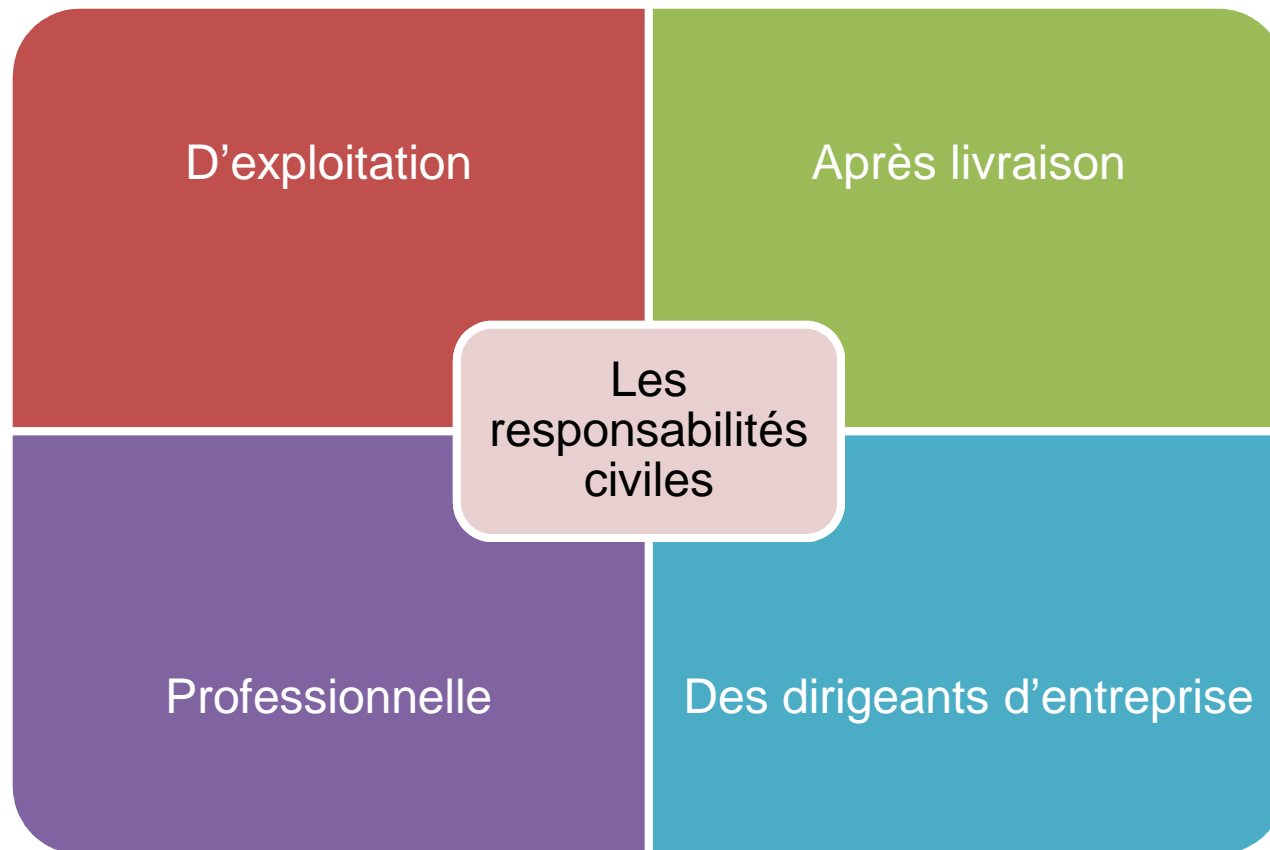 D’exploitation
Après livraison
Les
responsabilités
civiles
Professionnelle
Des dirigeants d’entreprise